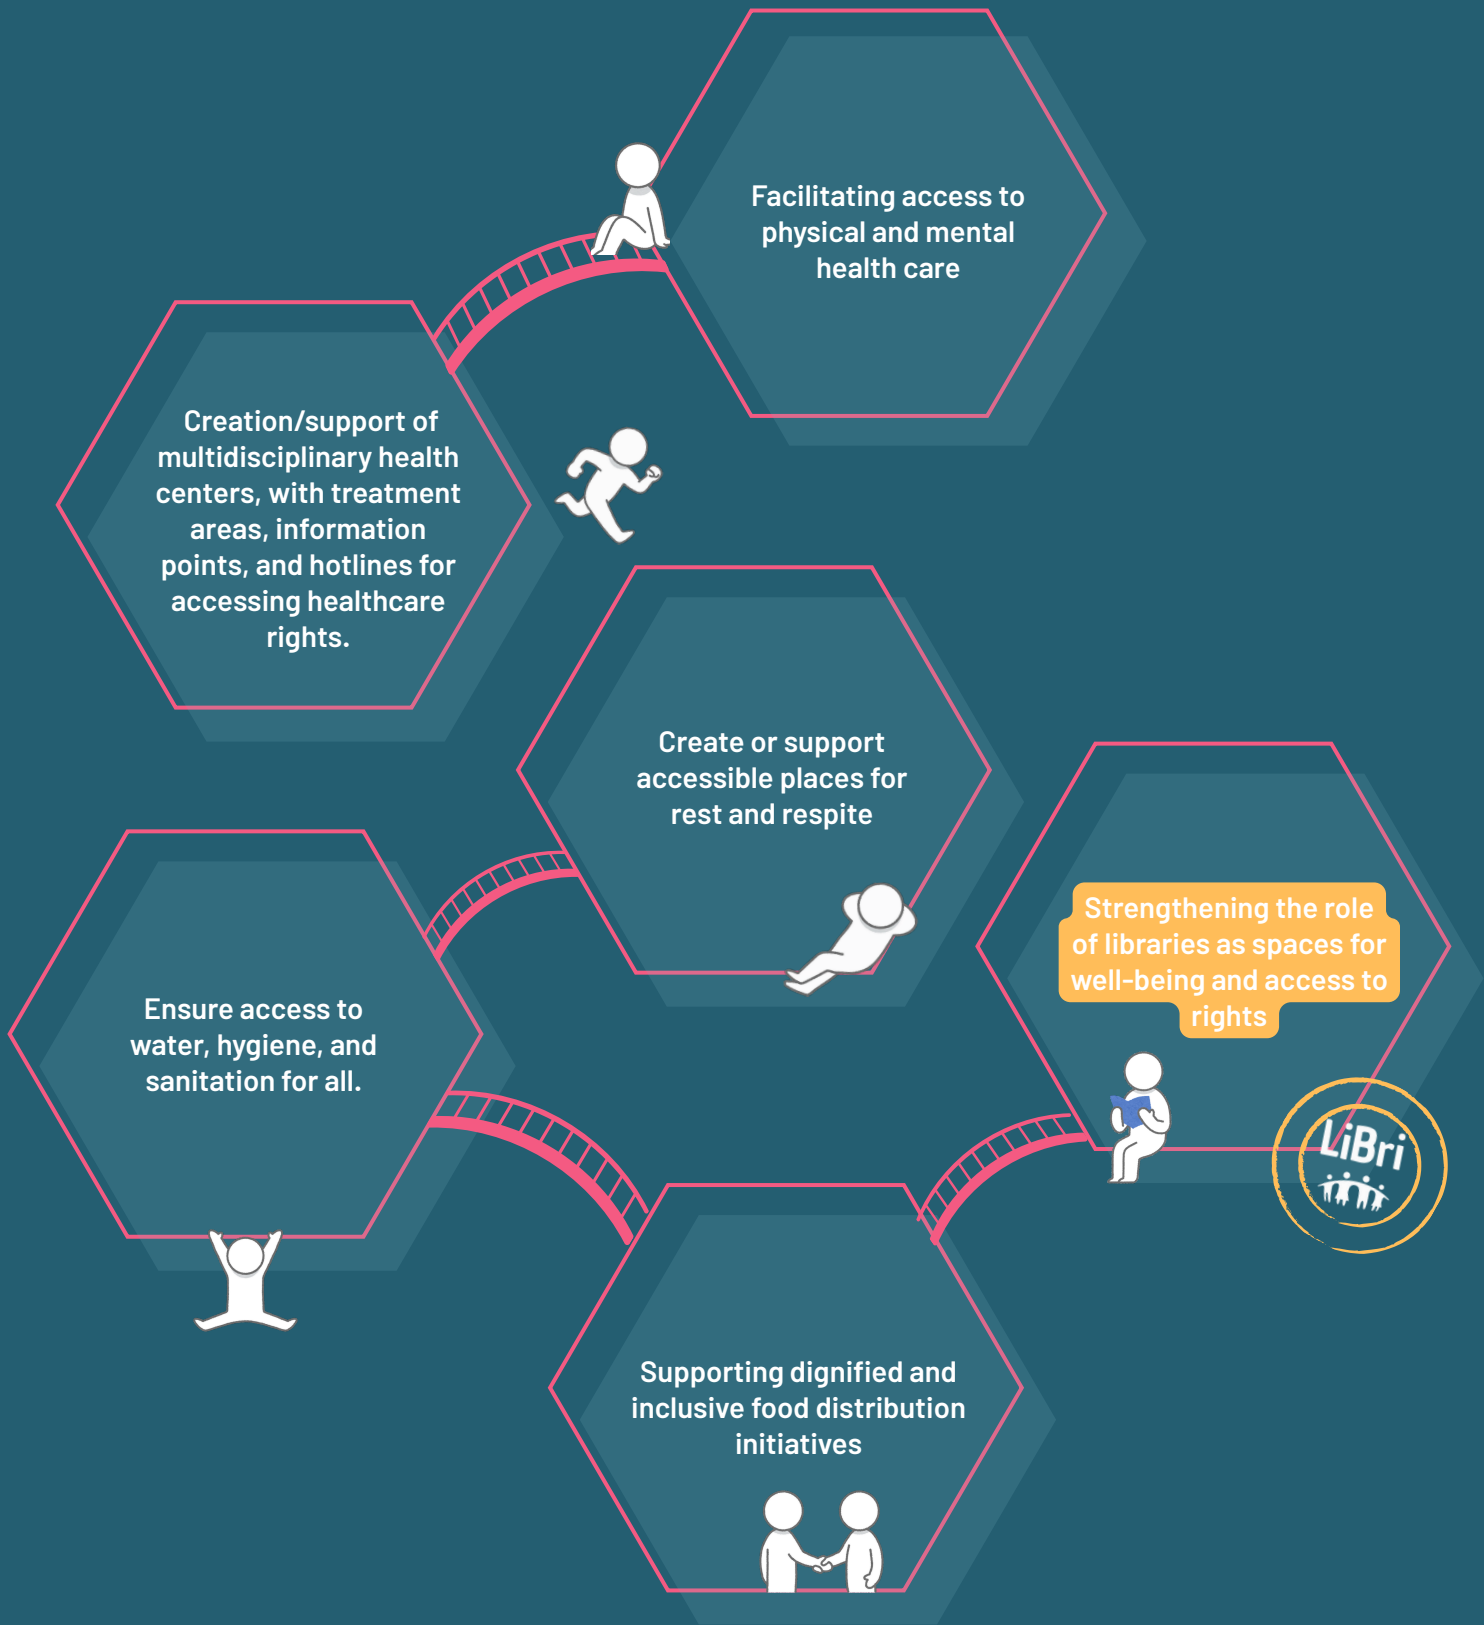 Facilitating access to
physical and mental
health care
Creation/support of
multidisciplinary health
centers, with treatment
areas, information
points, and hotlines for
accessing healthcare
rights.
Create or support
accessible places for
rest and respite
Strengthening the role
of libraries as spaces for
well-being and access to
rights
Ensure access to
water, hygiene, and
sanitation for all.
LiBri
Supporting dignified and
inclusive food distribution
initiatives